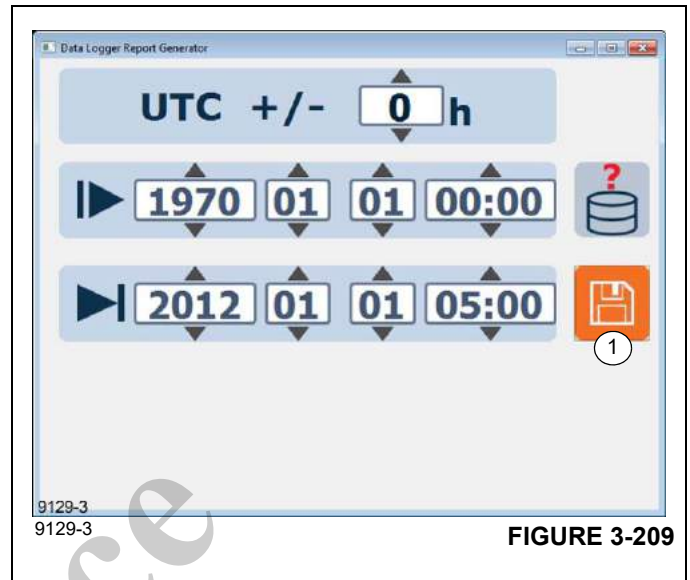 Data Logger Report Generator
UTC +/- 0 h
1970 01 01 00:00
?
2012 01 01 05:00
1
9129-3
9129-3
FIGURE 3-209
ce